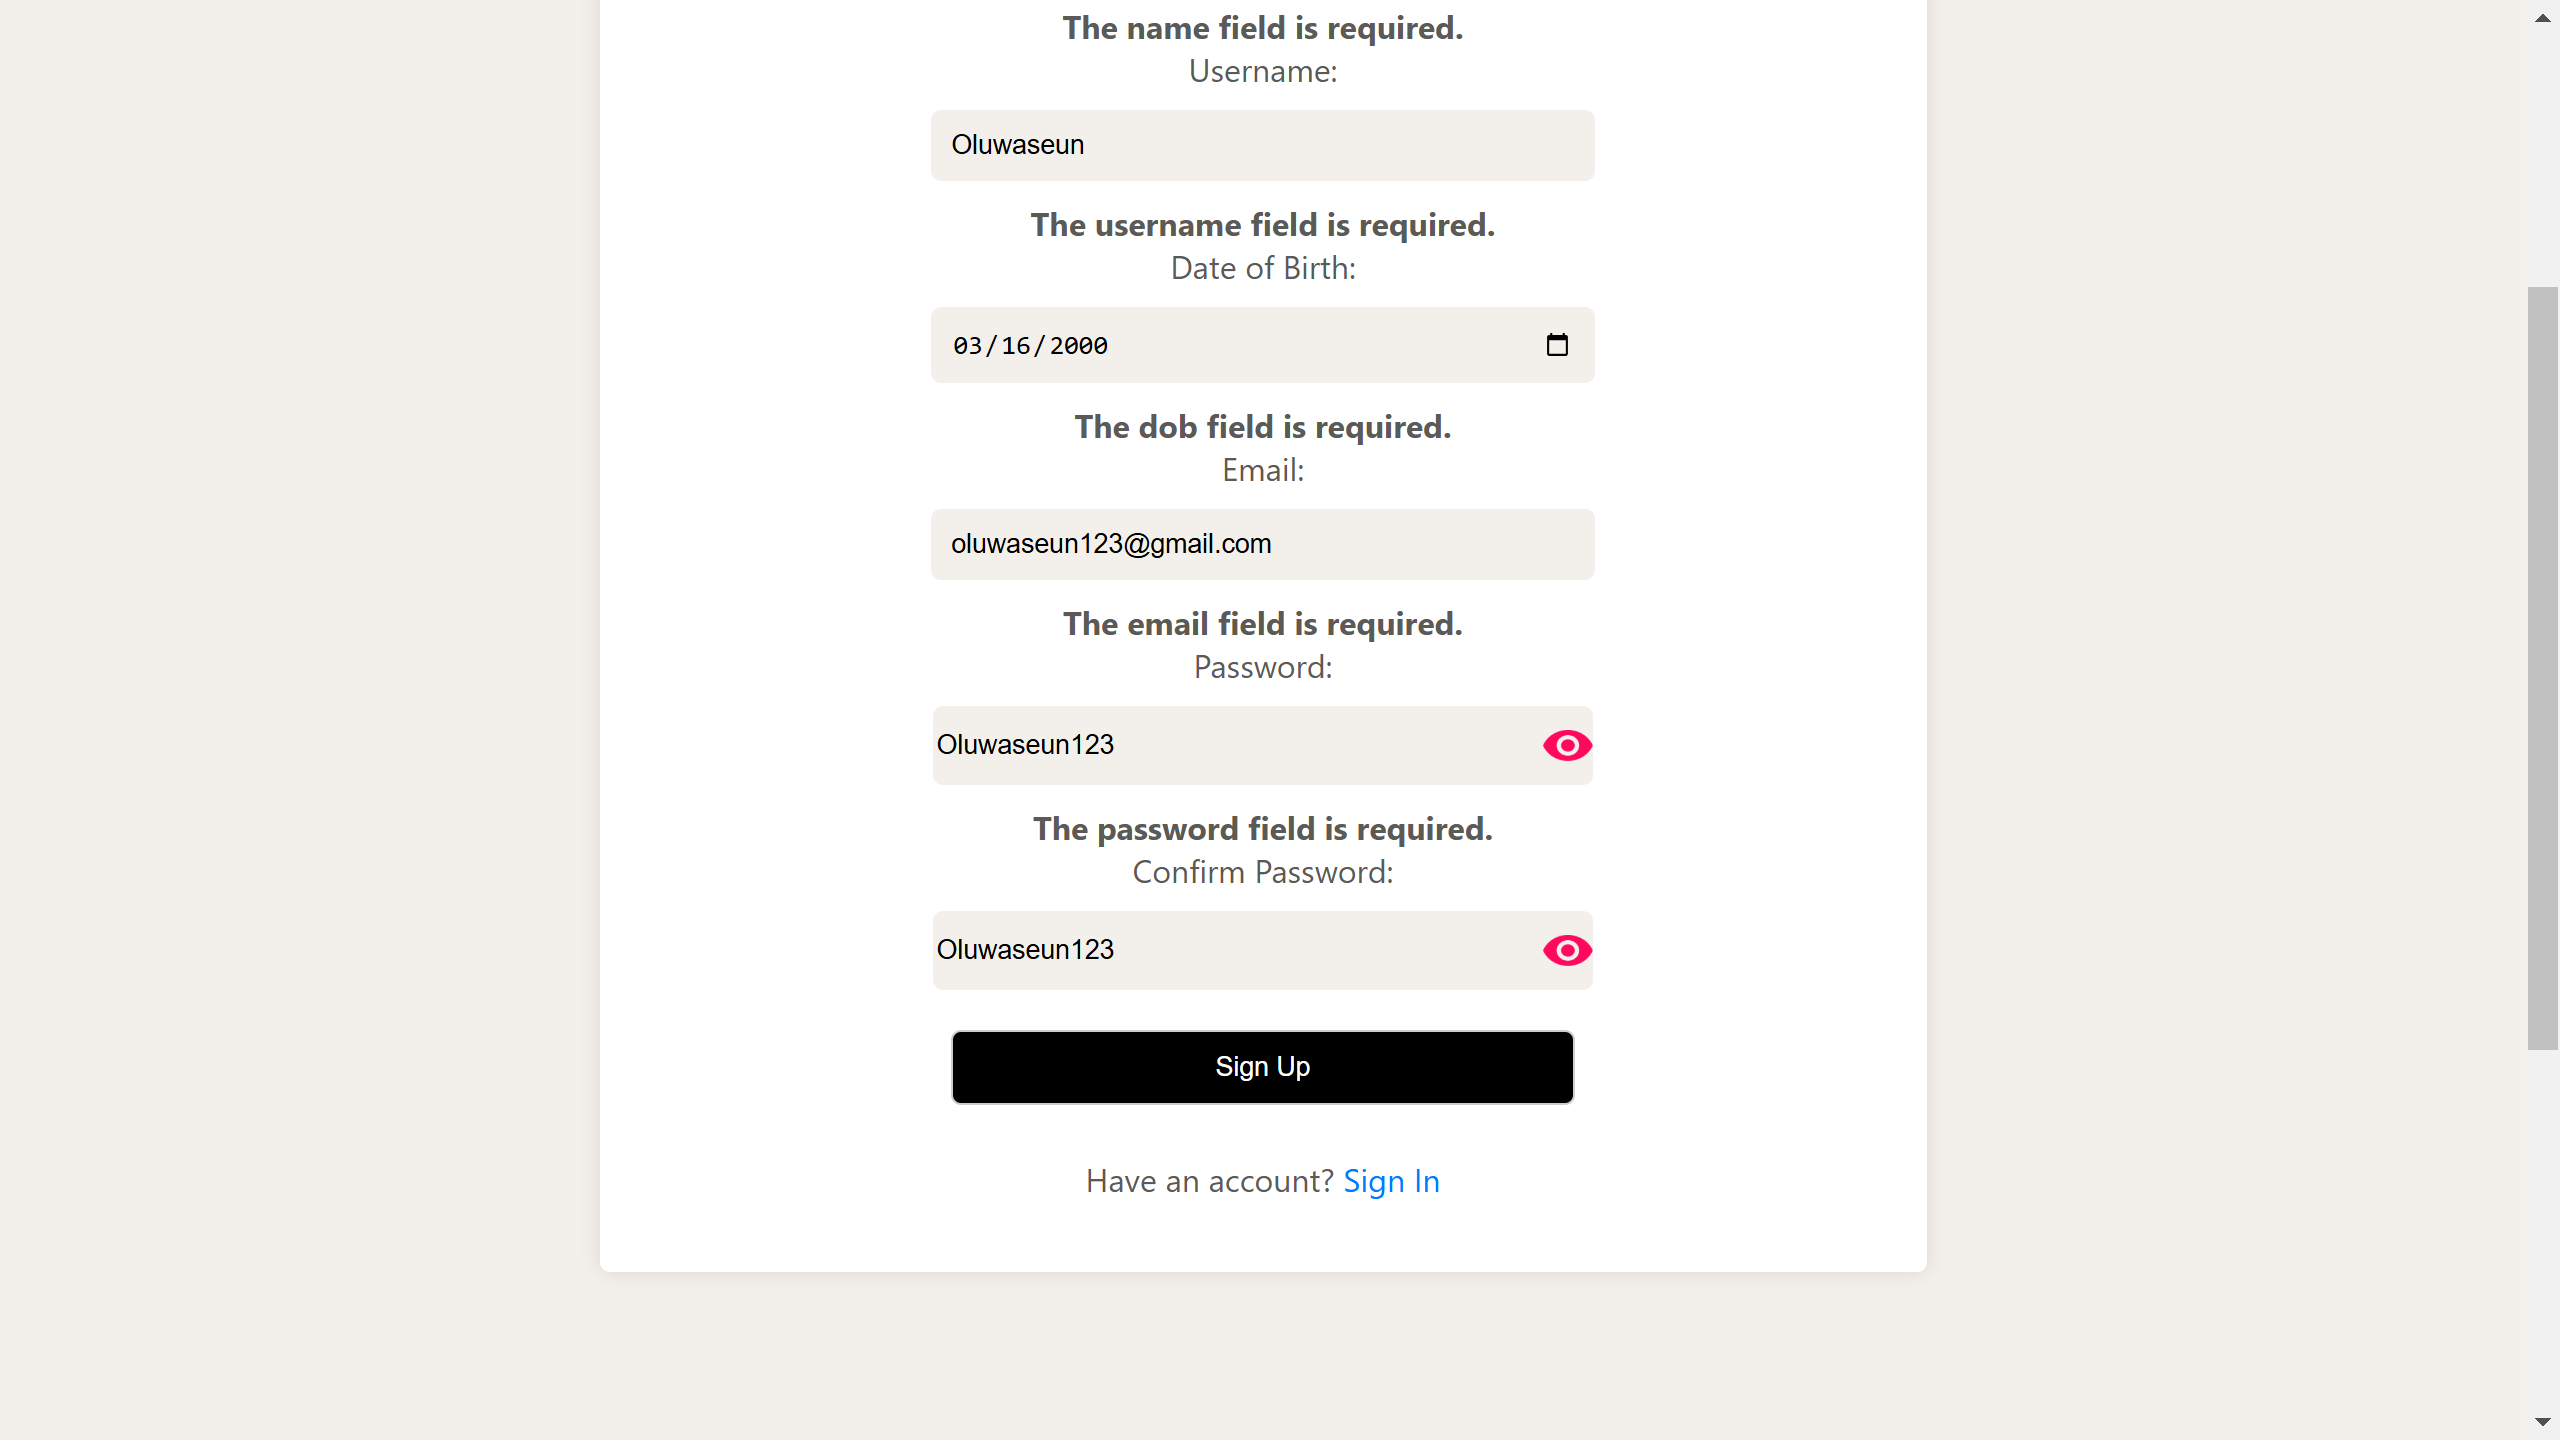 The name field is required.
Username:
Oluwaseun
The username field is required.
Date of Birth:
03/16/2000
The dob field is required.
Email:
oluwaseun123@gmail.com
The email field is required.
Password:
Oluwaseun123
The password field is required.
Confirm Password:
Oluwaseun123
Sign Up
Have an account? Sign In